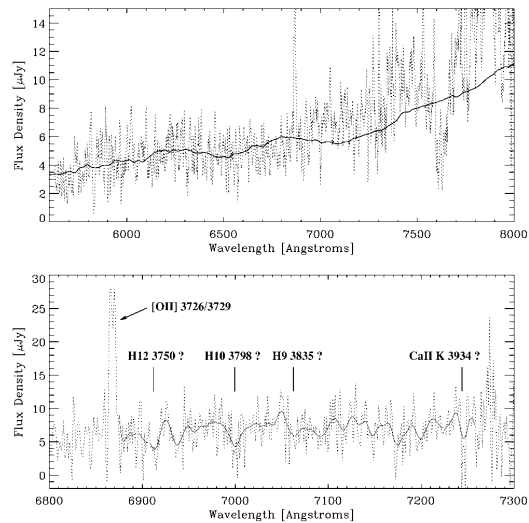 14
12
10
8
6
4
2
0
Flux Density [μJy]
6000 6500 7000 7500 8000
Wavelength [Angstroms]
30
25
20
15
10
5
0
Flux Density [μJy]
[OII] 3726/3729
H12 3750 ? H10 3798 ? H9 3835 ? CaII K 3934 ?
6800 6900 7000 7100 7200 7300
Wavelength [Angstroms]